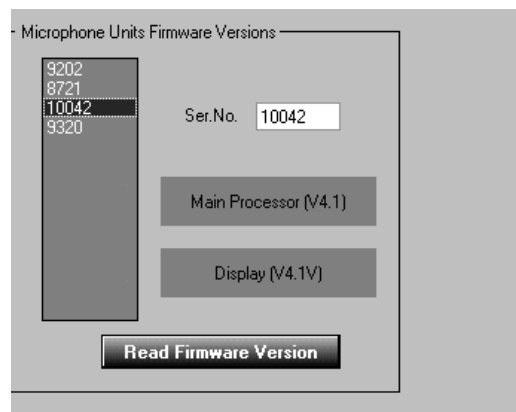 Microphone Units Firmware Versions
9202
8721
10042
9320
Ser.No. 10042
Main Processor (V4.1)
Display (V4.1V)
Read Firmware Version